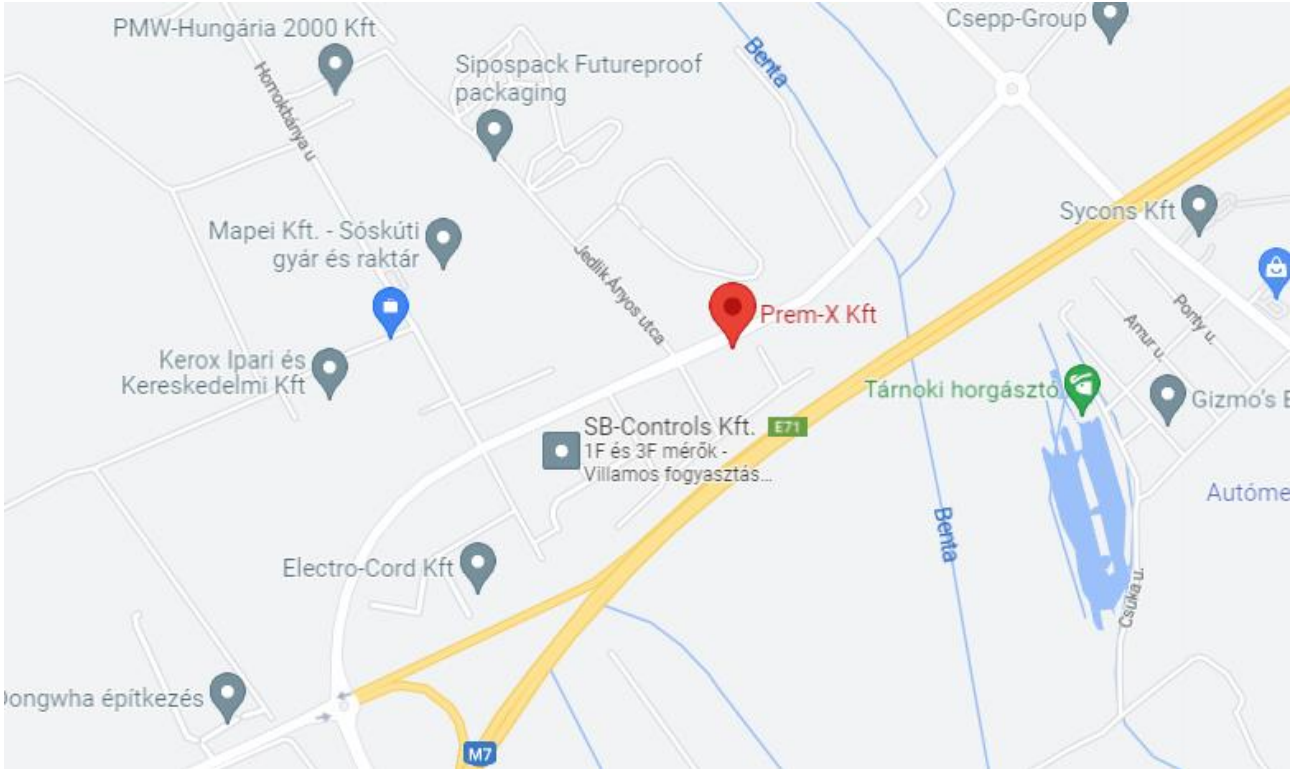 PMW-Hungária 2000 Kft
Csepp-Group
Benta
Sipospack Futureproof
packaging
Homokbánya u
Sycons Kft
Mapei Kft. - Sóskúti
gyár és raktár
Jedlik Ányos utca
Ponty u.
Amur u.
Prem-X Kft
Kerox Ipari és
Kereskedelmi Kft
Tárnoki horgásztó
Gizmo's B
SB-Controls Kft.
E71
1F és 3F mérők -
Villamos fogyasztás...
Autóme
Benta
Electro-Cord Kft
Csuka u.
Dongwha építkezés
M7